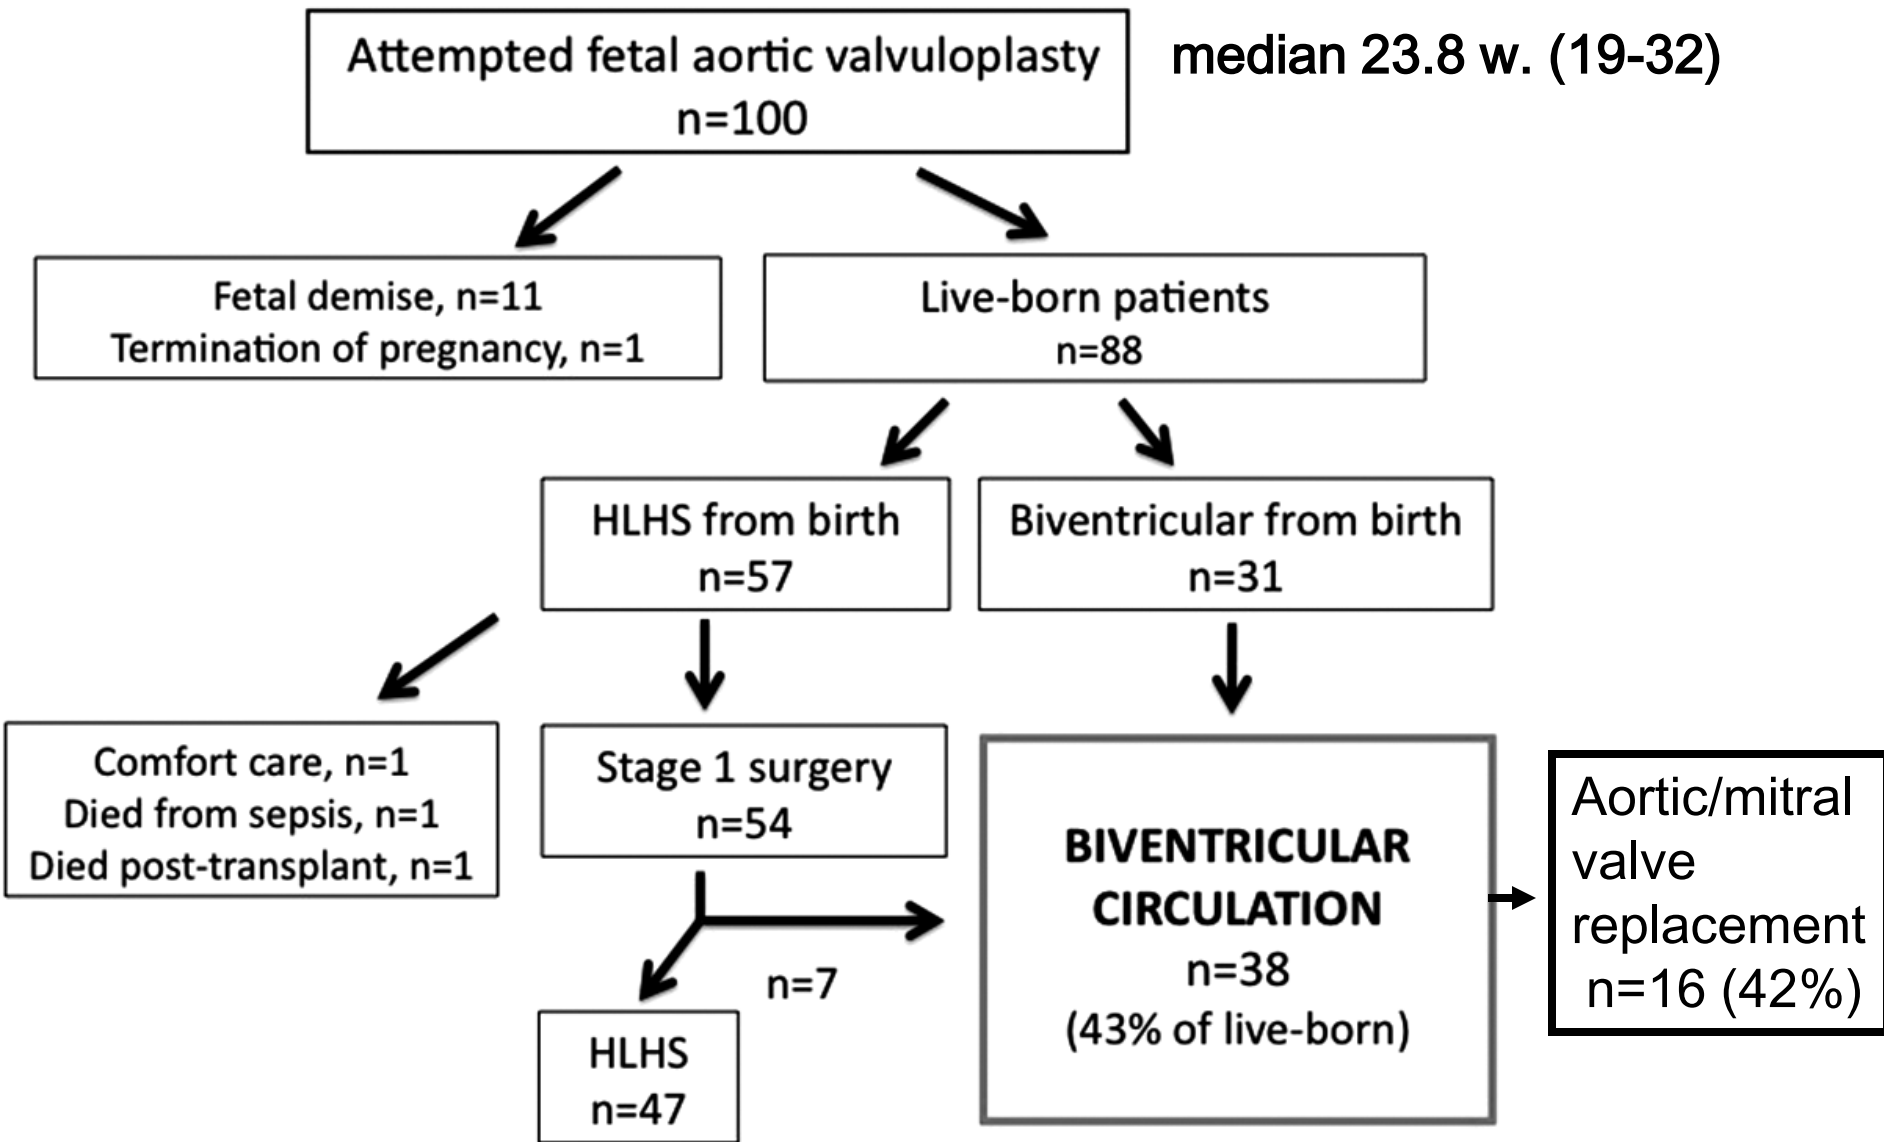 Attempted fetal aortic valvuloplasty
n=100
median 23.8 w. (19-32)
Fetal demise, n=11
Termination of pregnancy, n=1
Live-born patients
n=88
HLHS from birth
n=57
Biventricular from birth
n=31
Comfort care, n=1
Died from sepsis, n=1
Died post-transplant, n=1
Stage 1 surgery
n=54
BIVENTRICULAR
CIRCULATION
n=38
(43% of live-born)
Aortic/mitral
valve
replacement
n=16 (42%)
n=7
HLHS
n=47